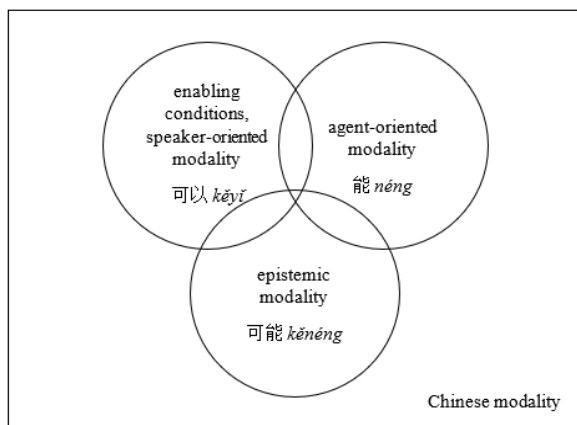 enabling
conditions,
speaker-oriented
modality
可以 kěyǐ
agent-oriented
modality
能 néng
epistemic
modality
可能 kěnéng
Chinese modality